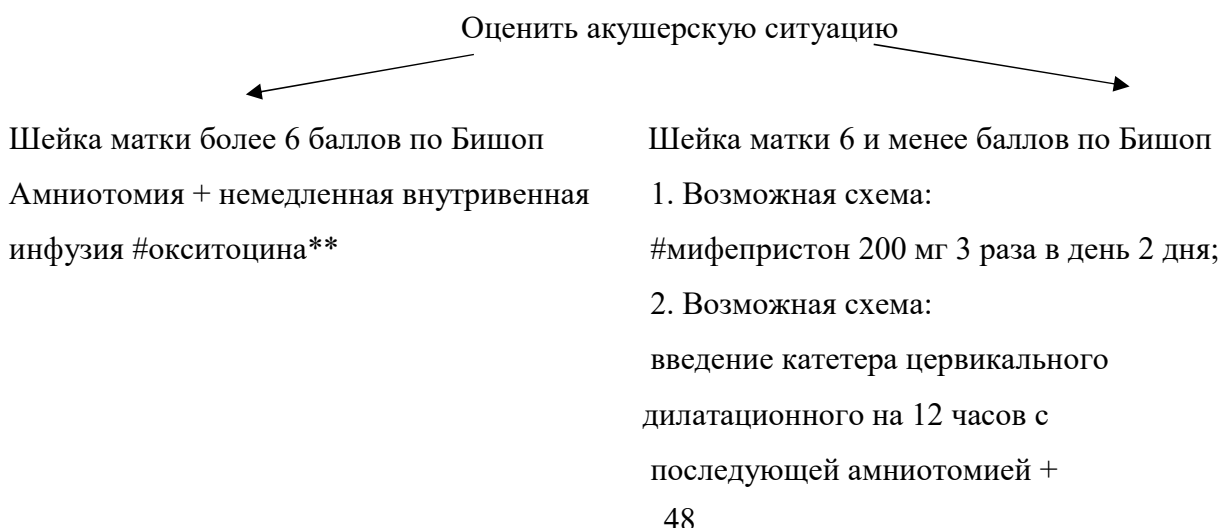 Оценить акушерскую ситуацию
Шейка матки более 6 баллов по Бишоп
Амниотомия + немедленная внутривенная
инфузия #окситоцина**
Шейка матки 6 и менее баллов по Бишоп
1. Возможная схема:
#мифепристон 200 мг 3 раза в день 2 дня;
2. Возможная схема:
введение катетера цервикального
дилатационного на 12 часов с
последующей амниотомией +
48